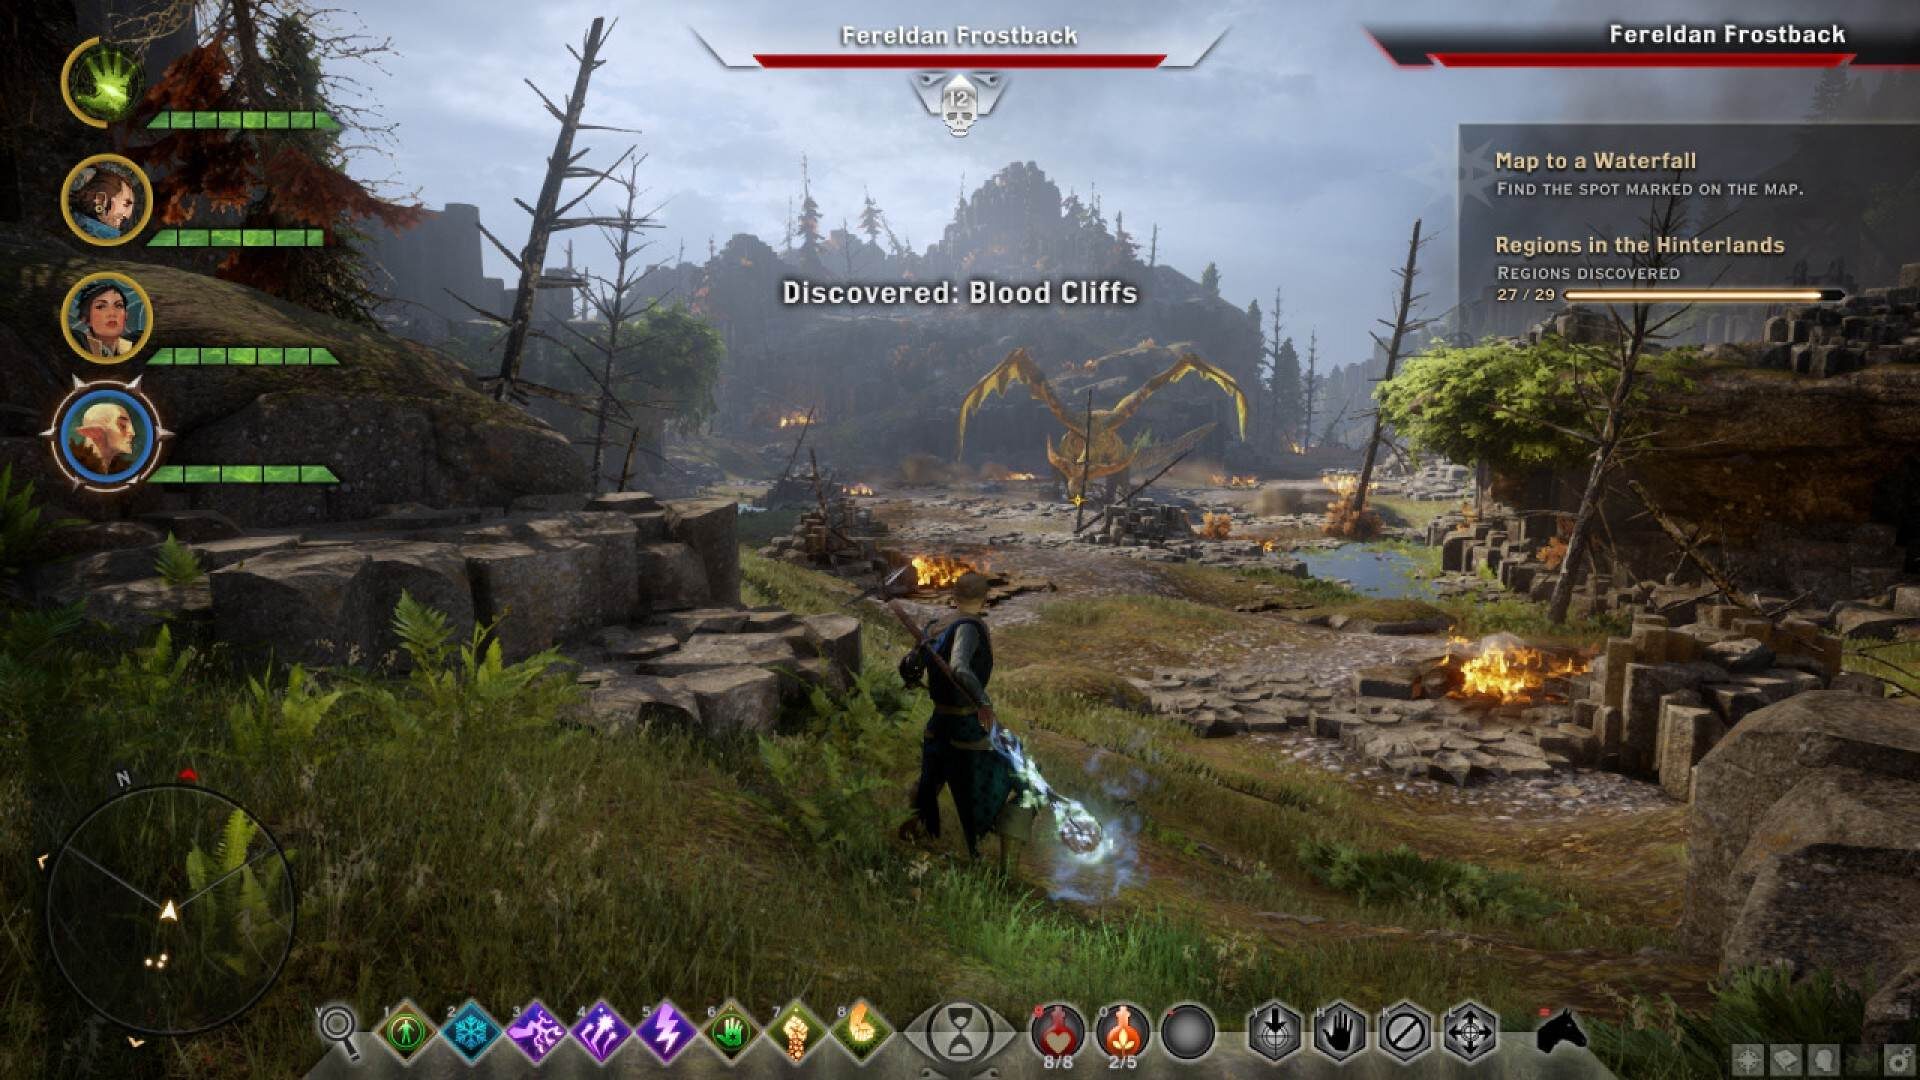 Fereldan Frostback
Fereldan Frostback
12
Map to a Waterfall
FIND THE SPOT MARKED ON THE MAP.
Regions in the Hinterlands
REGIONS DISCOVERED
27 / 29
Discovered: Blood Cliffs
N
V 1 2 3 4 5 6 7 8 9 0 - Y H K L =
8/8 2/5